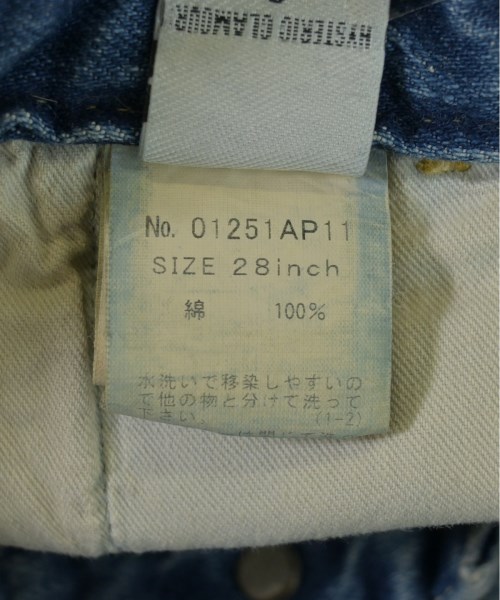 HYSTERIC GLAMOUR
No. 01251AP11
SIZE 28inch
綿 100%
水洗いで移染しやすいの
で他の物と分けて洗って
下さい。 (1-2)